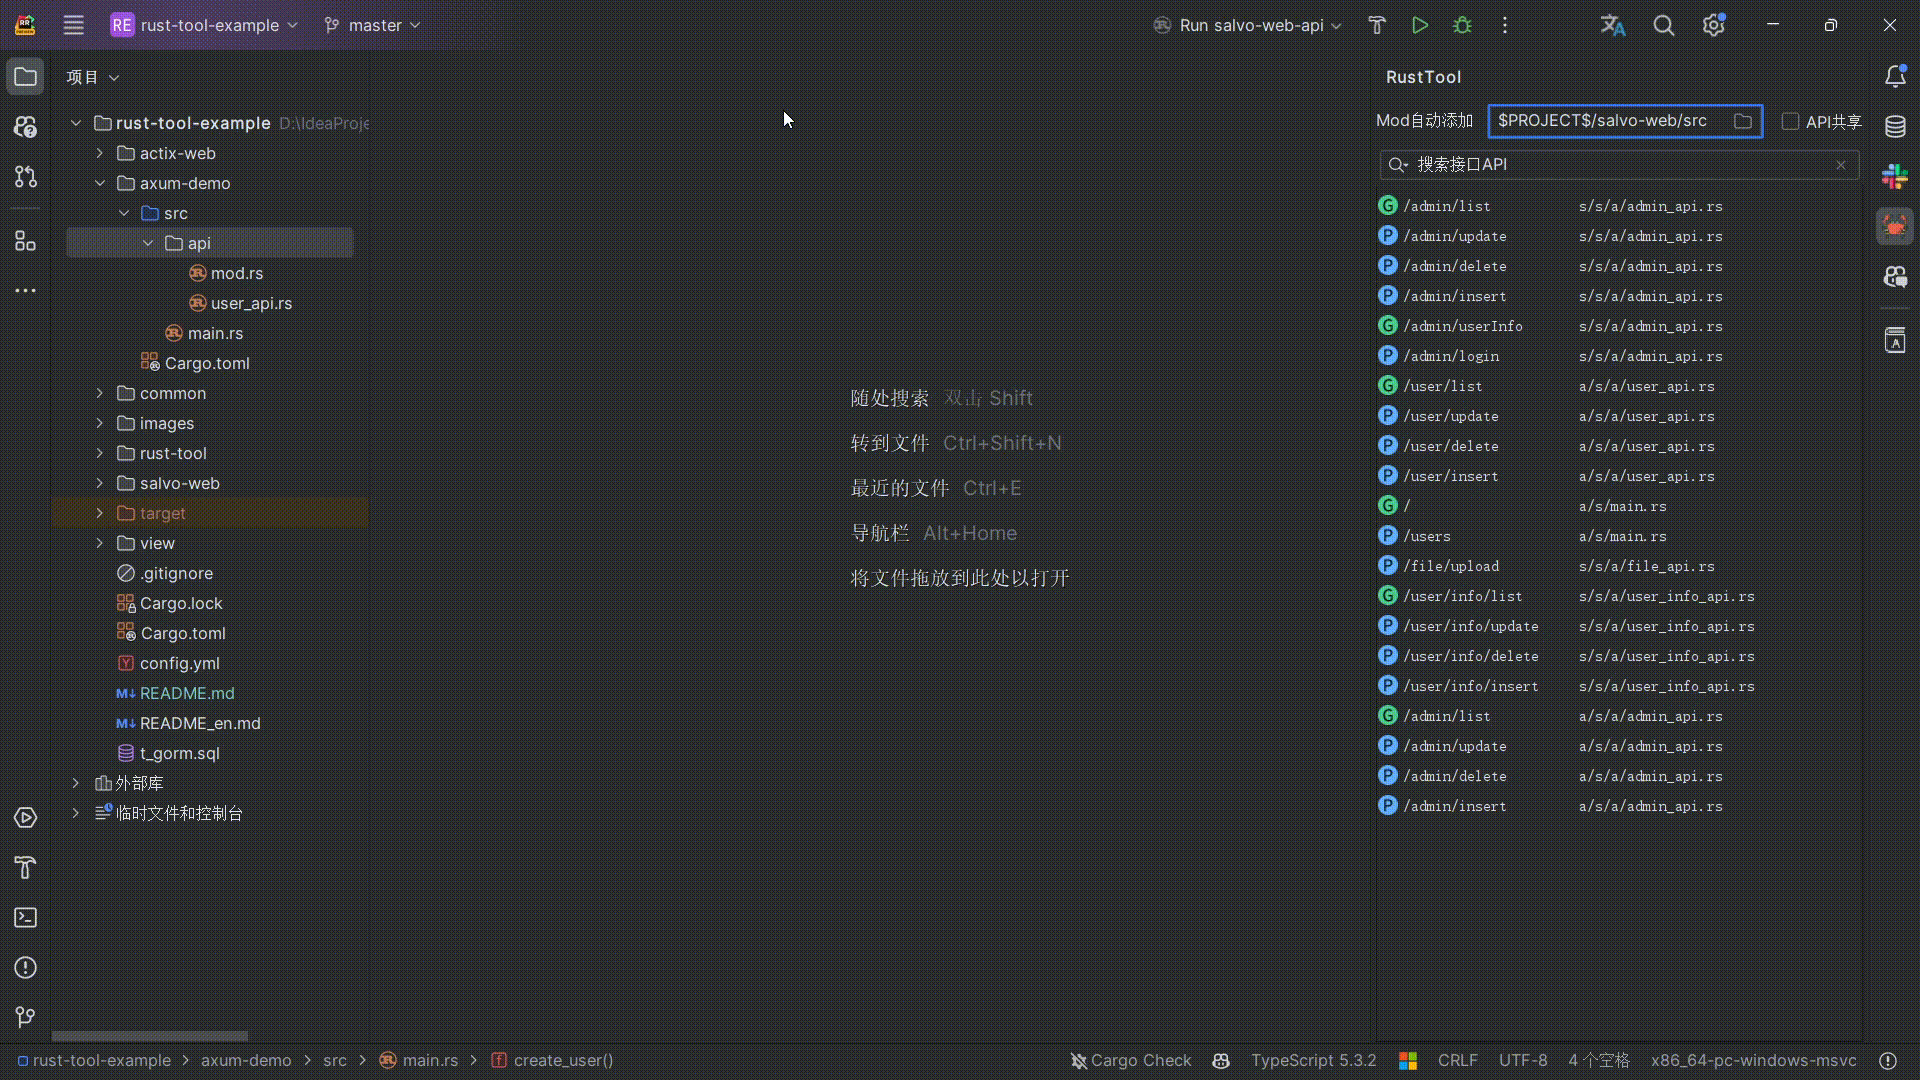 RE rust-tool-example master Run salvo-web-api
项目
rust-tool-example D:\IdeaProje
actix-web
axum-demo
src
api
mod.rs
user_api.rs
main.rs
Cargo.toml
common
images
rust-tool
salvo-web
target
view
.gitignore
Cargo.lock
Cargo.toml
config.yml
README.md
README_en.md
t_gorm.sql
外部库
临时文件和控制台
随处搜索 双击 Shift
转到文件 Ctrl+Shift+N
最近的文件 Ctrl+E
导航栏 Alt+Home
将文件拖放到此处以打开
RustTool
Mod自动添加 $PROJECT$/salvo-web/src API共享
搜索接口API
G /admin/list s/s/a/admin_api.rs
P /admin/update s/s/a/admin_api.rs
P /admin/delete s/s/a/admin_api.rs
P /admin/insert s/s/a/admin_api.rs
G /admin/userInfo s/s/a/admin_api.rs
P /admin/login s/s/a/admin_api.rs
G /user/list a/s/a/user_api.rs
P /user/update a/s/a/user_api.rs
P /user/delete a/s/a/user_api.rs
P /user/insert a/s/a/user_api.rs
G / a/s/main.rs
P /users a/s/main.rs
P /file/upload s/s/a/file_api.rs
G /user/info/list s/s/a/user_info_api.rs
P /user/info/update s/s/a/user_info_api.rs
P /user/info/delete s/s/a/user_info_api.rs
P /user/info/insert s/s/a/user_info_api.rs
G /admin/list a/s/a/admin_api.rs
P /admin/update a/s/a/admin_api.rs
P /admin/delete a/s/a/admin_api.rs
P /admin/insert a/s/a/admin_api.rs
rust-tool-example > axum-demo > src > main.rs > create_user()
Cargo Check TypeScript 5.3.2 CRLF UTF-8 4 个空格 x86_64-pc-windows-msvc